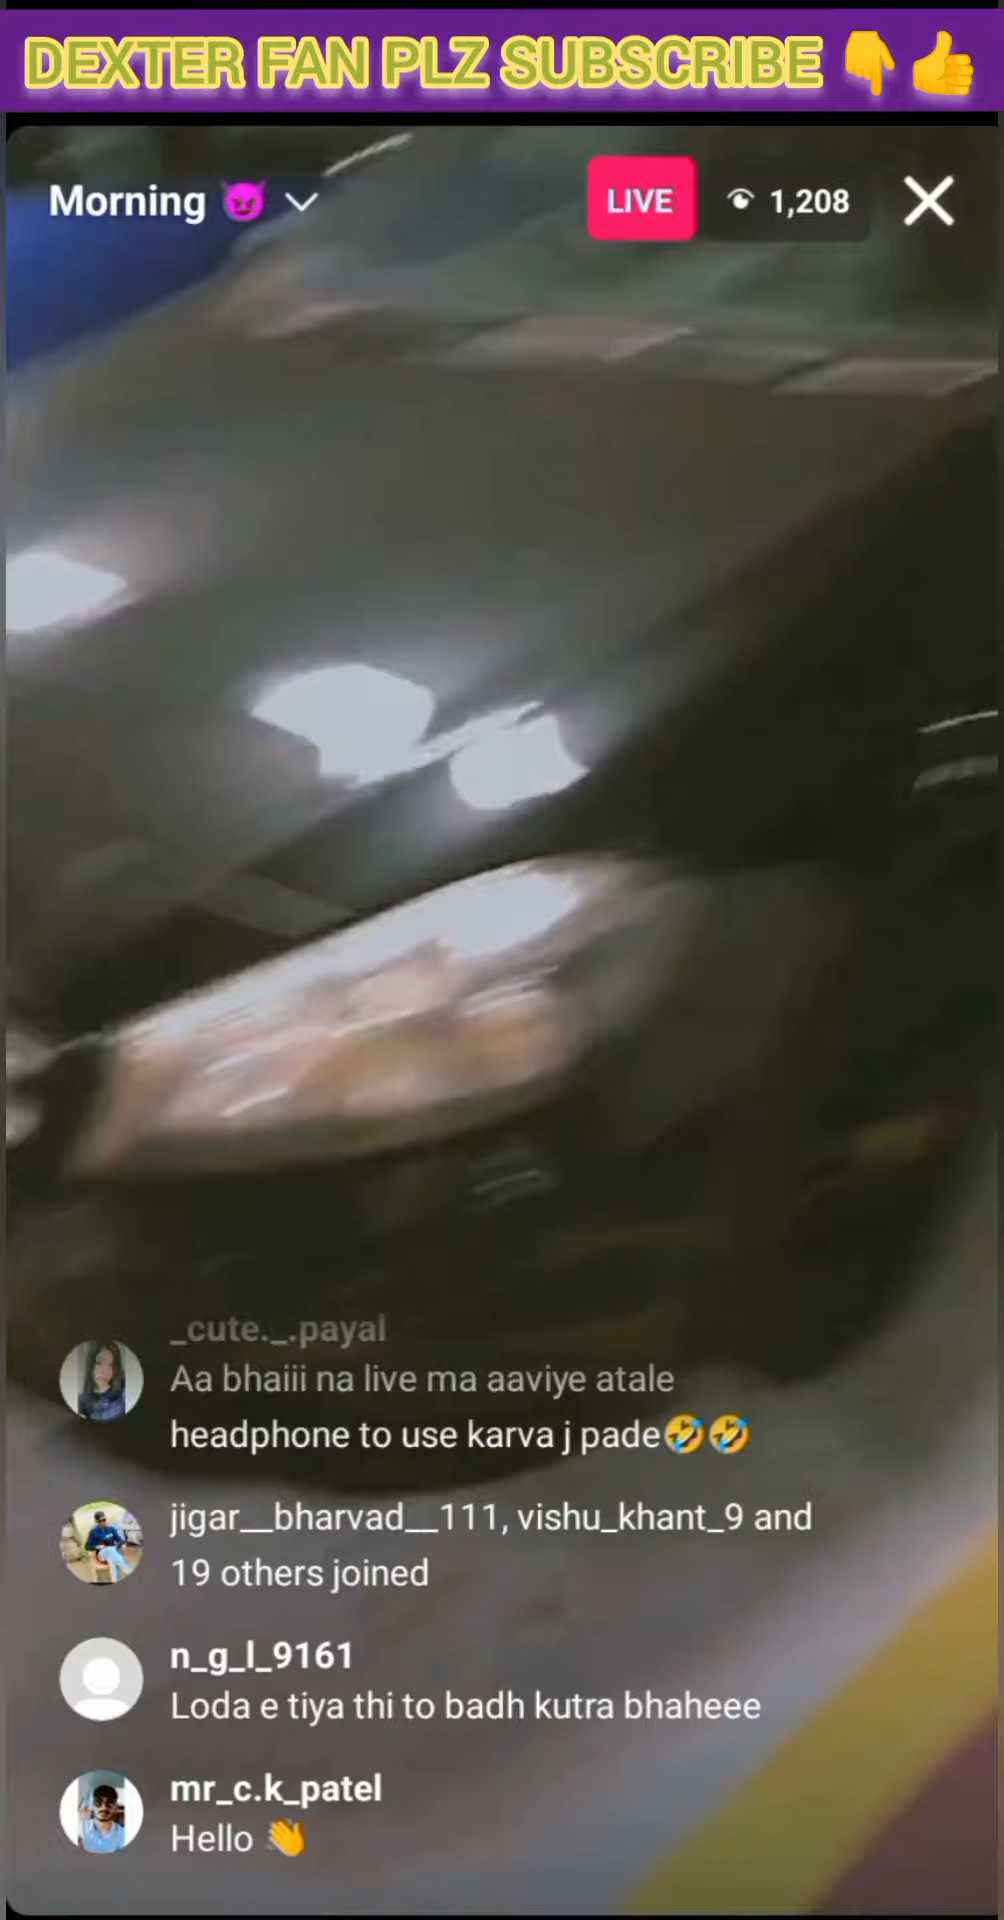 DEXTER FAN PLZ SUBSCRIBE 👇👍
Morning 😈
LIVE
1,208
_cute._.payal
Aa bhaiii na live ma aaviye atale
headphone to use karva j pade🤣🤣
jigar__bharvad__111, vishu_khant_9 and
19 others joined
n_g_l_9161
Loda e tiya thi to badh kutra bhaheee
mr_c.k_patel
Hello 👋